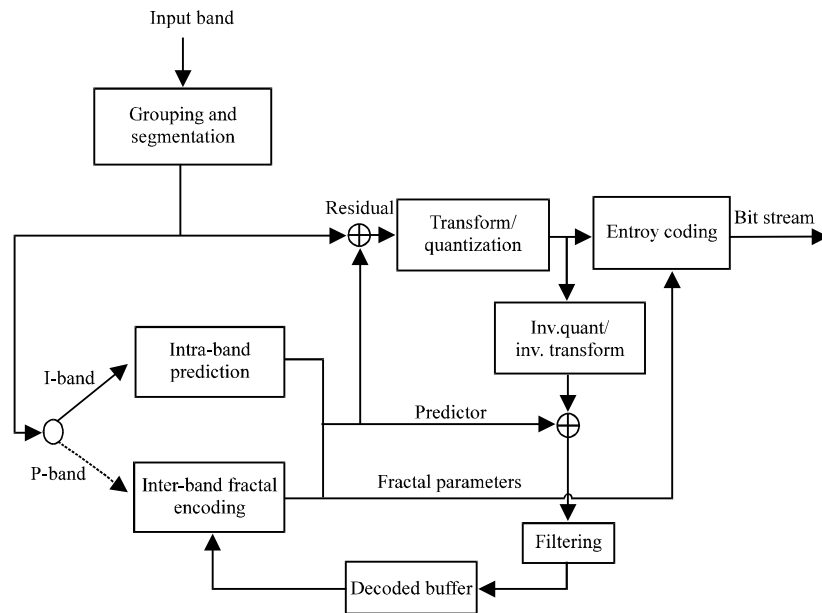 Input band
Grouping and
segmentation
Residual
Transform/
quantization
Entroy coding
Bit stream
Inv.quant/
inv. transform
Intra-band
prediction
I-band
Predictor
P-band
Inter-band fractal
encoding
Fractal parameters
Filtering
Decoded buffer